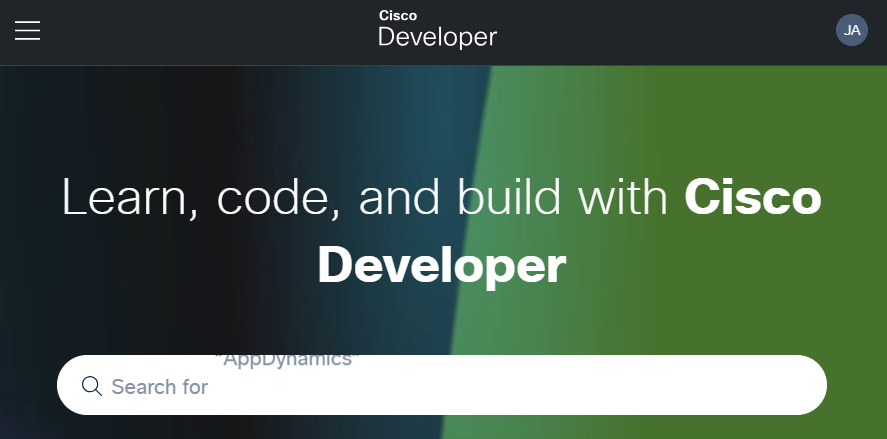 Cisco
Developer
JA
Learn, code, and build with Cisco
Developer
"AppDynamics"
Search for